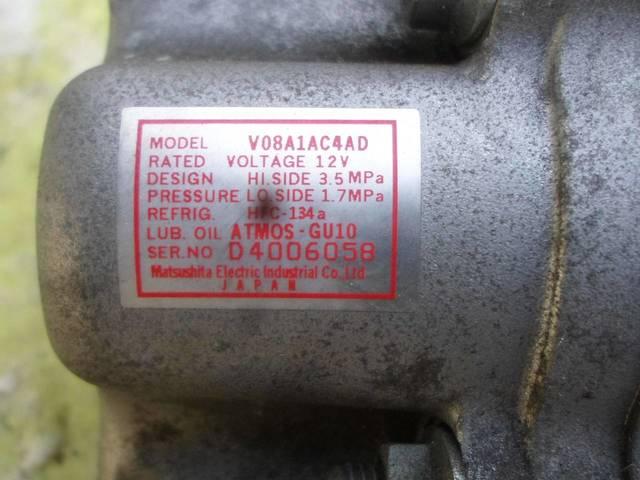 MODEL V08A1AC4AD
RATED VOLTAGE 12V
DESIGN HI.SIDE 3.5MPa
PRESSURE LO.SIDE 1.7MPa
REFRIG. HFC-134a
LUB. OIL ATMOS-GU10
SER.NO D4006058
Matsushita Electric Industrial Co.,Ltd
JAPAN